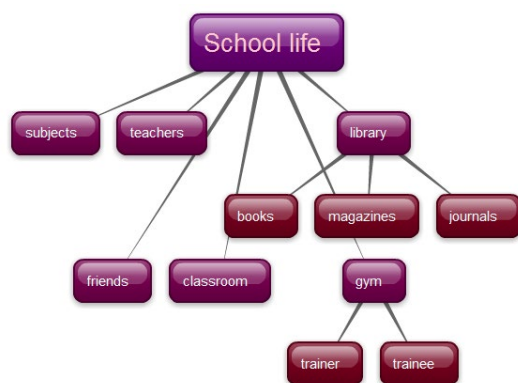 School life
subjects
teachers
library
books
magazines
journals
friends
classroom
gym
trainer
trainee